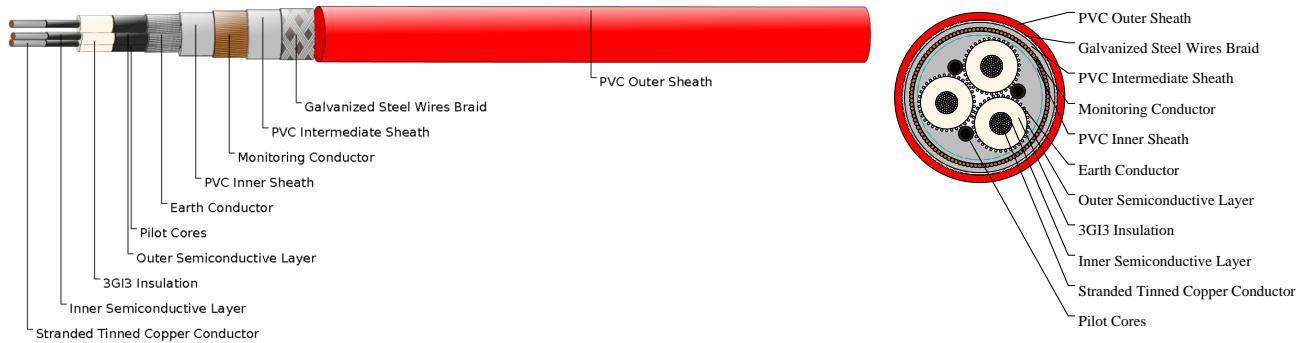 PVC Outer Sheath
Galvanized Steel Wires Braid
PVC Intermediate Sheath
Monitoring Conductor
PVC Inner Sheath
Earth Conductor
Pilot Cores
Outer Semiconductive Layer
3GI3 Insulation
Inner Semiconductive Layer
Stranded Tinned Copper Conductor
PVC Outer Sheath
Galvanized Steel Wires Braid
PVC Intermediate Sheath
Monitoring Conductor
PVC Inner Sheath
Earth Conductor
Outer Semiconductive Layer
3GI3 Insulation
Inner Semiconductive Layer
Stranded Tinned Copper Conductor
Pilot Cores